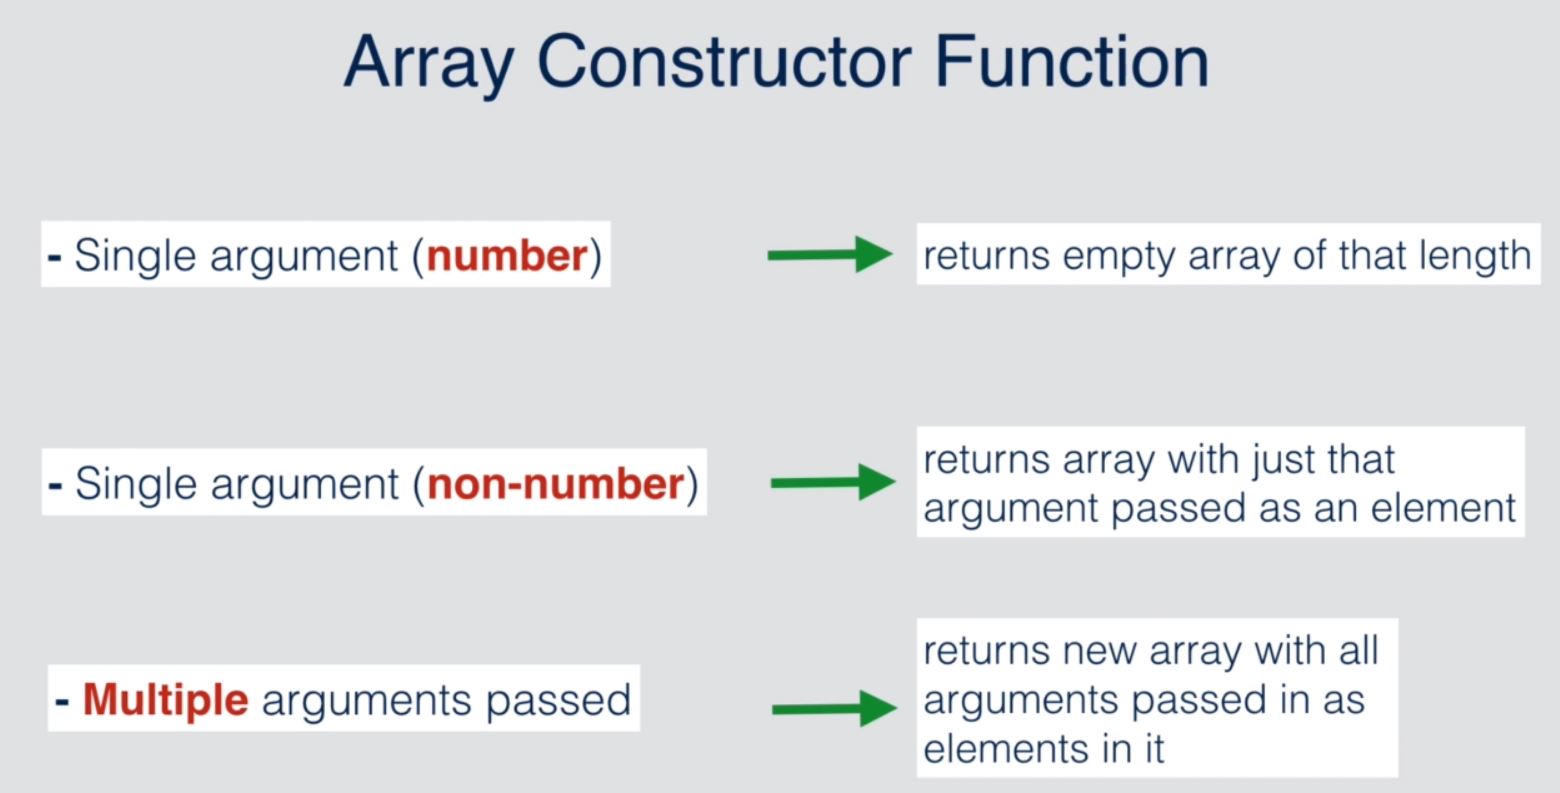 Array Constructor Function
- Single argument (number)
returns empty array of that length
- Single argument (non-number)
returns array with just that
argument passed as an element
- Multiple arguments passed
returns new array with all
arguments passed in as
elements in it